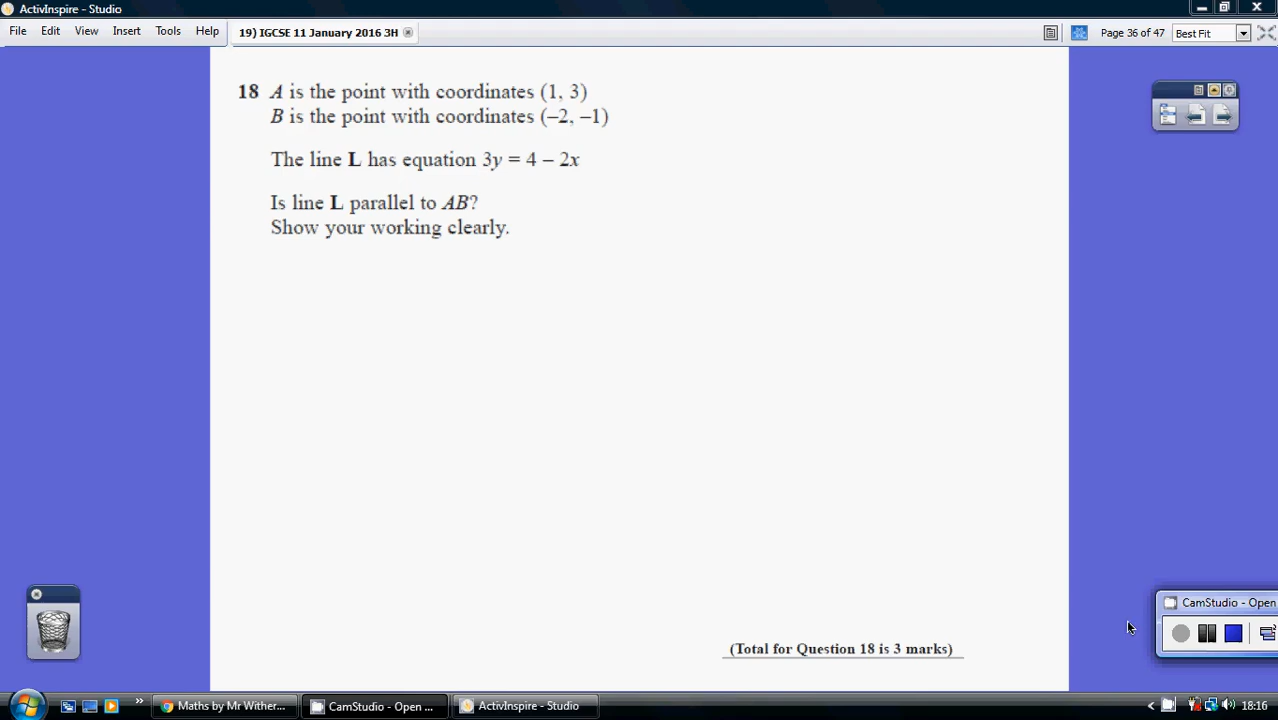 ActivInspire - Studio
File Edit View Insert Tools Help
19) IGCSE 11 January 2016 3H
Page 36 of 47
Best Fit
18 A is the point with coordinates (1, 3)
B is the point with coordinates (–2, –1)
The line L has equation 3y = 4 – 2x
Is line L parallel to AB?
Show your working clearly.
(Total for Question 18 is 3 marks)
CamStudio - Open
Maths by Mr Wither...
CamStudio - Open ...
ActivInspire - Studio
18:16